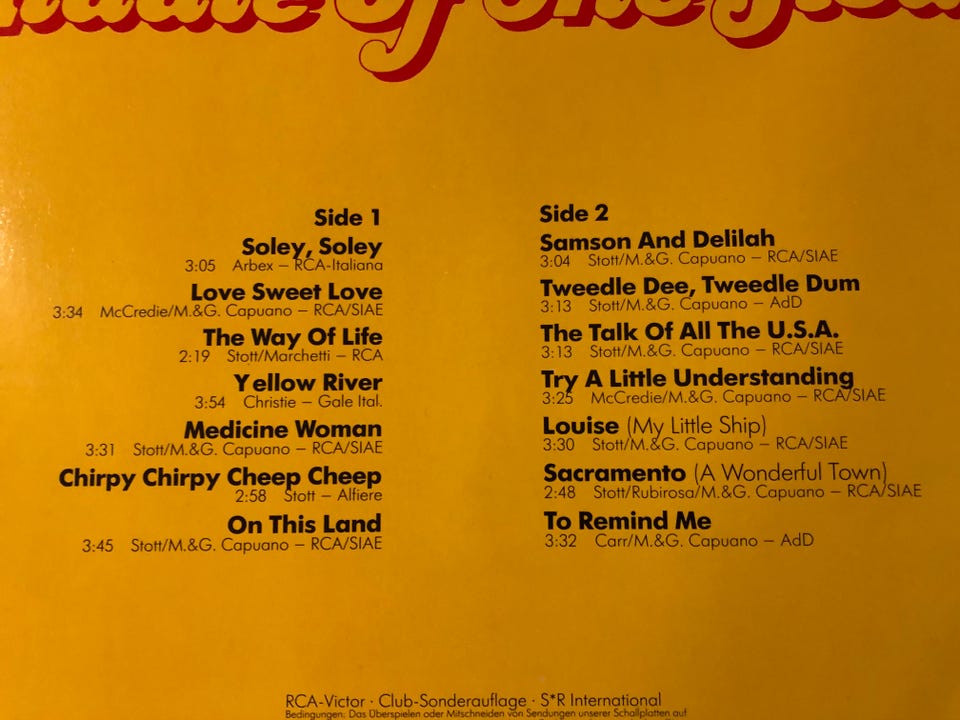 Side 1
Soley, Soley
3:05 Arbex – RCA-Italiana
Love Sweet Love
3:34 McCredie/M.&G. Capuano – RCA/SIAE
The Way Of Life
2:19 Stott/Marchetti – RCA
Yellow River
3:54 Christie – Gale Ital.
Medicine Woman
3:31 Stott/M.&G. Capuano – RCA/SIAE
Chirpy Chirpy Cheep Cheep
2:58 Stott – Alfiere
On This Land
3:45 Stott/M.&G. Capuano – RCA/SIAE
Side 2
Samson And Delilah
3:04 Stott/M.&G. Capuano – RCA/SIAE
Tweedle Dee, Tweedle Dum
3:13 Stott/M.&G. Capuano – AdD
The Talk Of All The U.S.A.
3:13 Stott/M.&G. Capuano – RCA/SIAE
Try A Little Understanding
3:25 McCredie/M.&G. Capuano – RCA/SIAE
Louise (My Little Ship)
3:30 Stott/M.&G. Capuano – RCA/SIAE
Sacramento (A Wonderful Town)
2:48 Stott/Rubirosa/M.&G. Capuano – RCA/SIAE
To Remind Me
3:32 Carr/M.&G. Capuano – AdD
RCA-Victor · Club-Sonderauflage · S*R International
Bedingungen: Das Überspielen oder Mitschneiden von Sendungen unserer Schallplatten auf